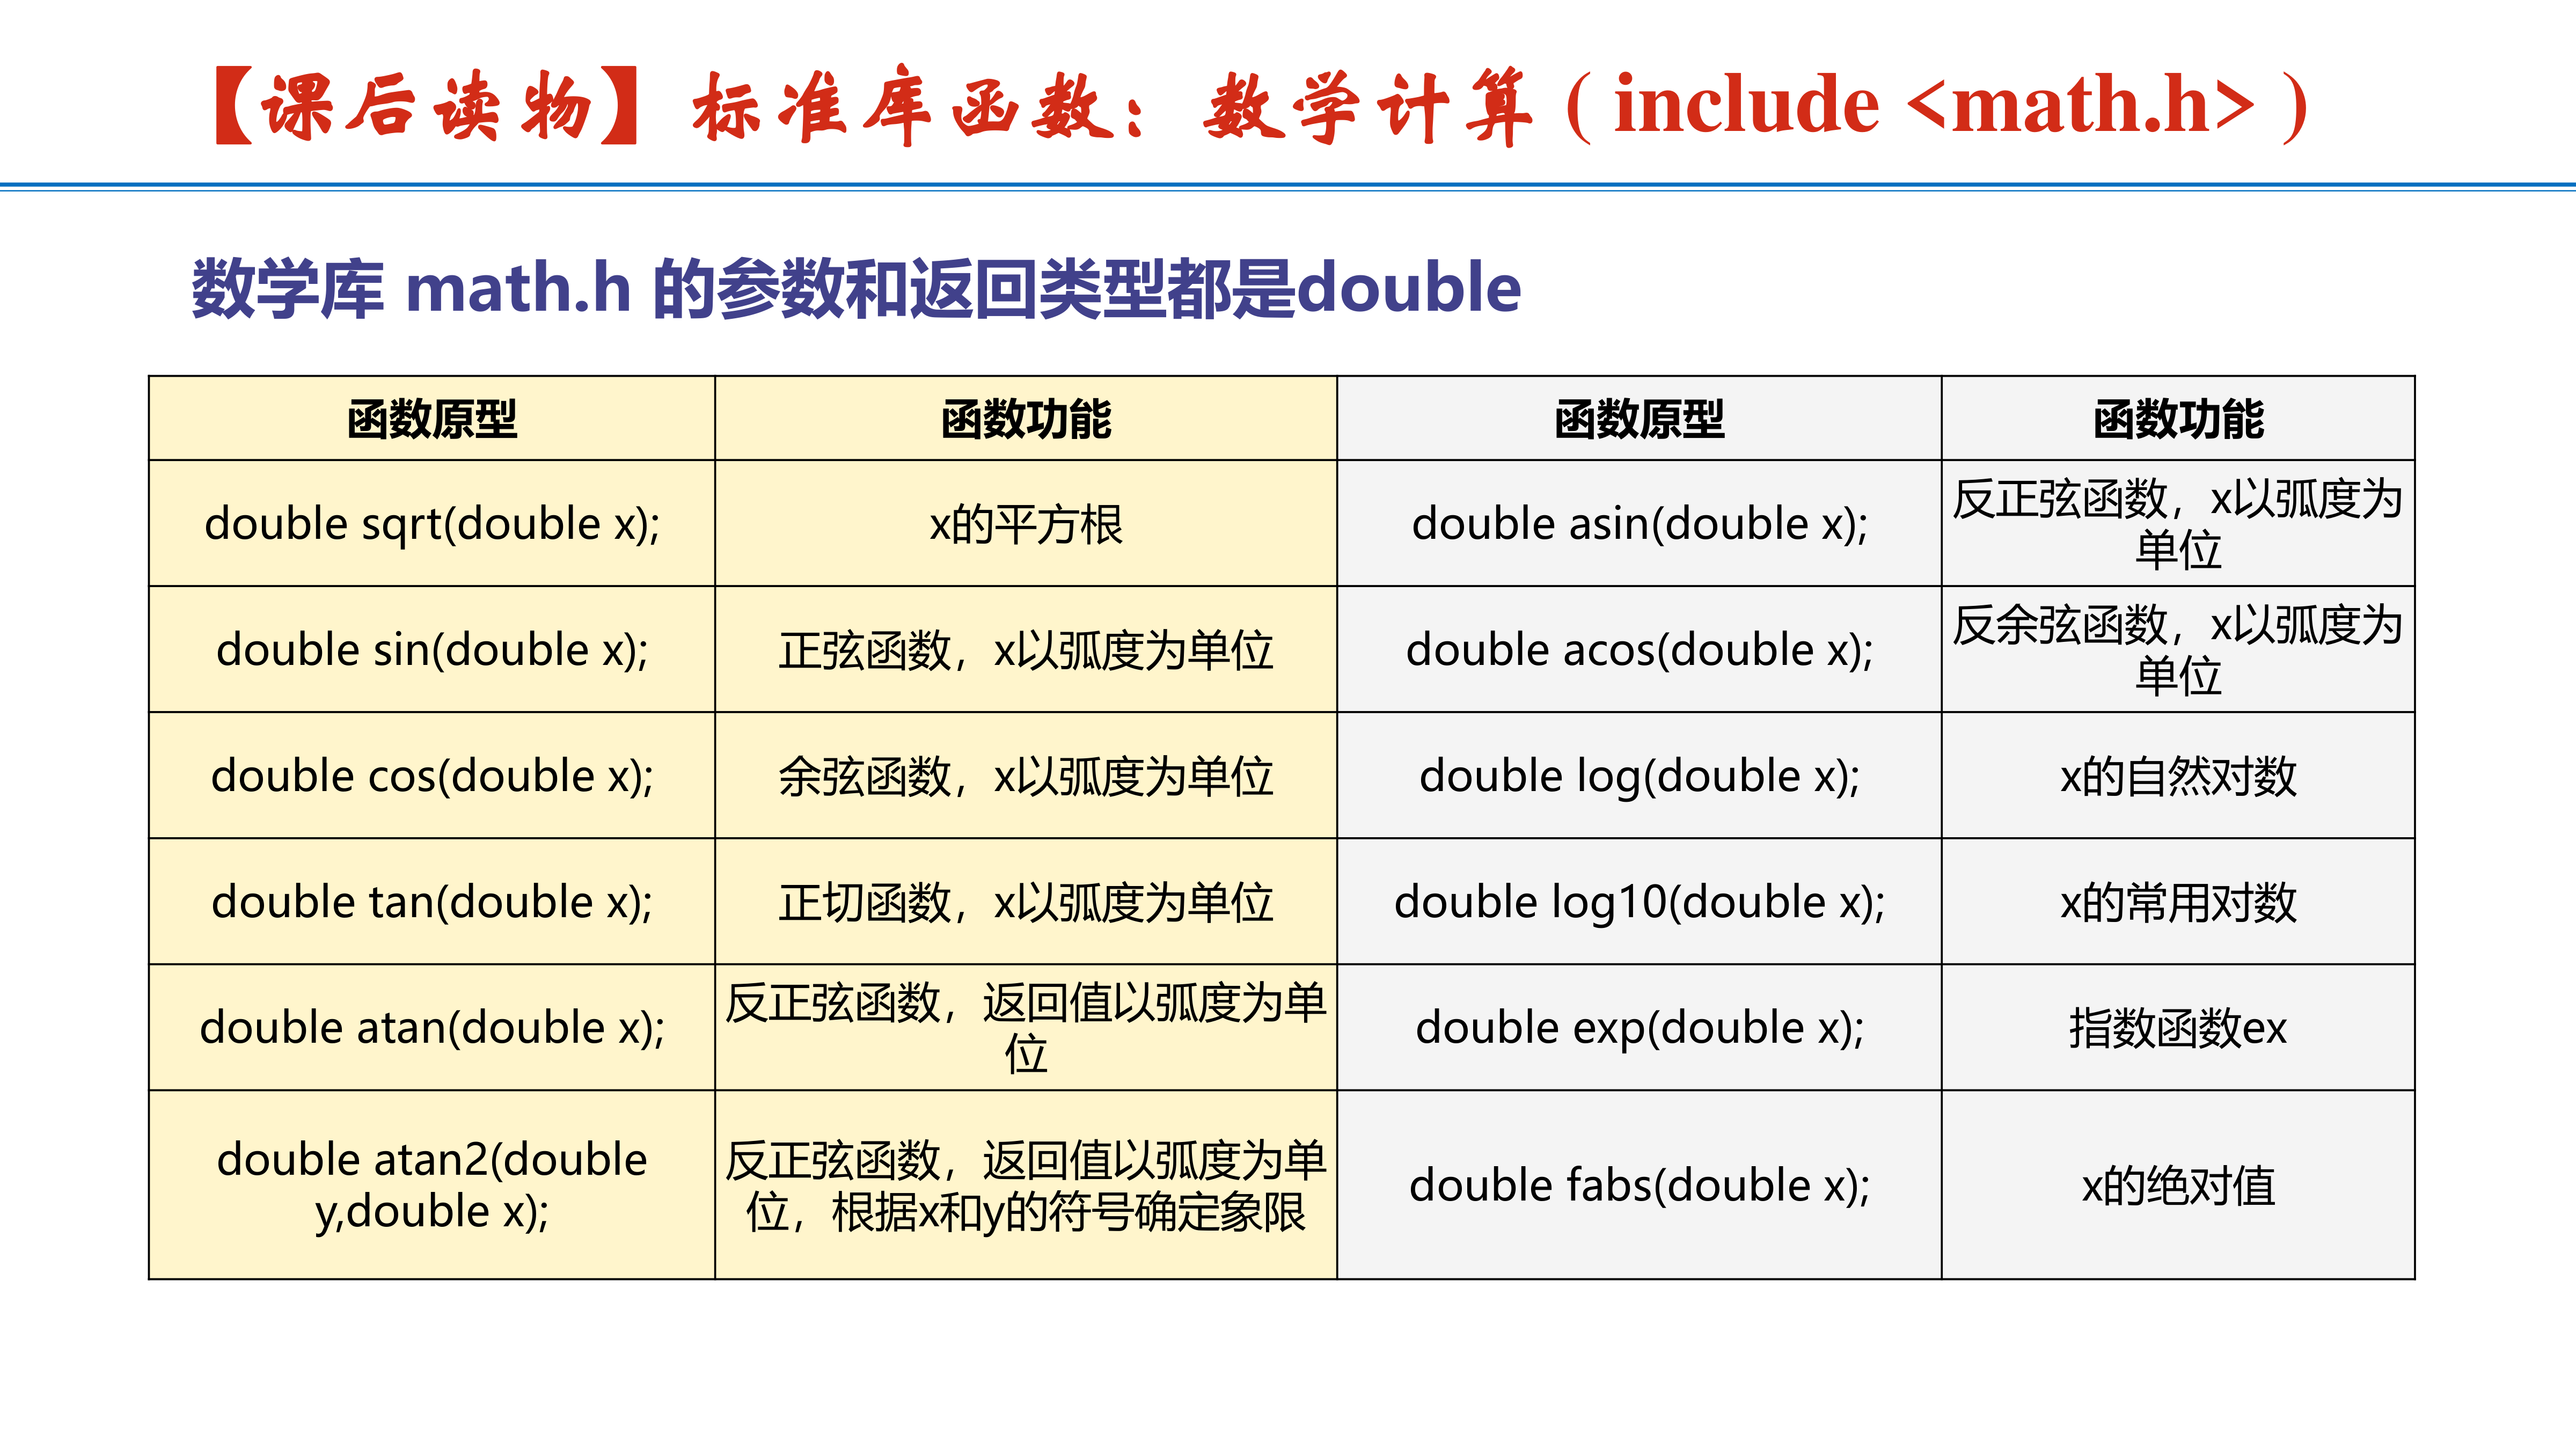 【课后读物】标准库函数：数学计算 ( include <math.h> )
数学库 math.h 的参数和返回类型都是double
函数原型
函数功能
函数原型
函数功能
double sqrt(double x);
x的平方根
double asin(double x);
反正弦函数，x以弧度为
单位
double sin(double x);
正弦函数，x以弧度为单位
double acos(double x);
反余弦函数，x以弧度为
单位
double cos(double x);
余弦函数，x以弧度为单位
double log(double x);
x的自然对数
double tan(double x);
正切函数，x以弧度为单位
double log10(double x);
x的常用对数
double atan(double x);
反正弦函数，返回值以弧度为单
位
double exp(double x);
指数函数ex
double atan2(double
y,double x);
反正弦函数，返回值以弧度为单
位，根据x和y的符号确定象限
double fabs(double x);
x的绝对值